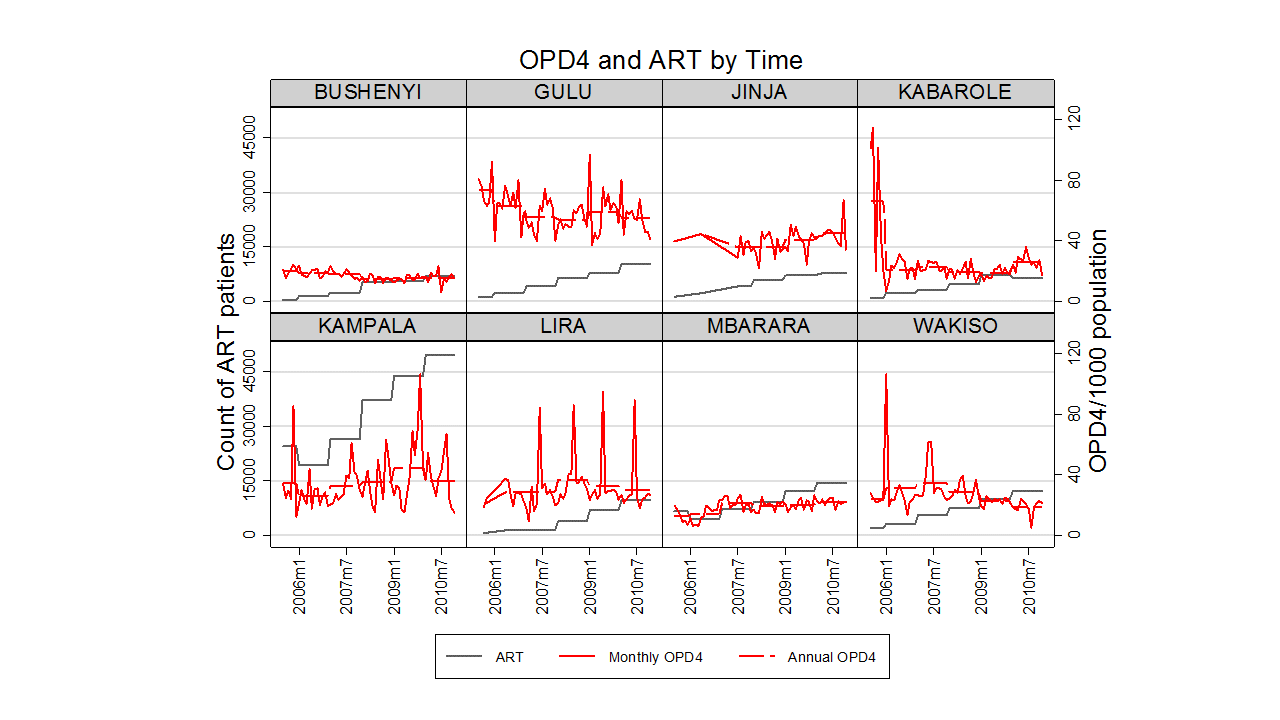 OPD4 and ART by Time
BUSHENYI GULU JINJA KABAROLE
45000
30000
15000
0
120
80
40
0
KAMPALA LIRA MBARARA WAKISO
45000
30000
15000
0
120
80
40
0
Count of ART patients
OPD4/1000 population
2006m1 2007m7 2009m1 2010m7 2006m1 2007m7 2009m1 2010m7 2006m1 2007m7 2009m1 2010m7 2006m1 2007m7 2009m1 2010m7
ART Monthly OPD4 Annual OPD4